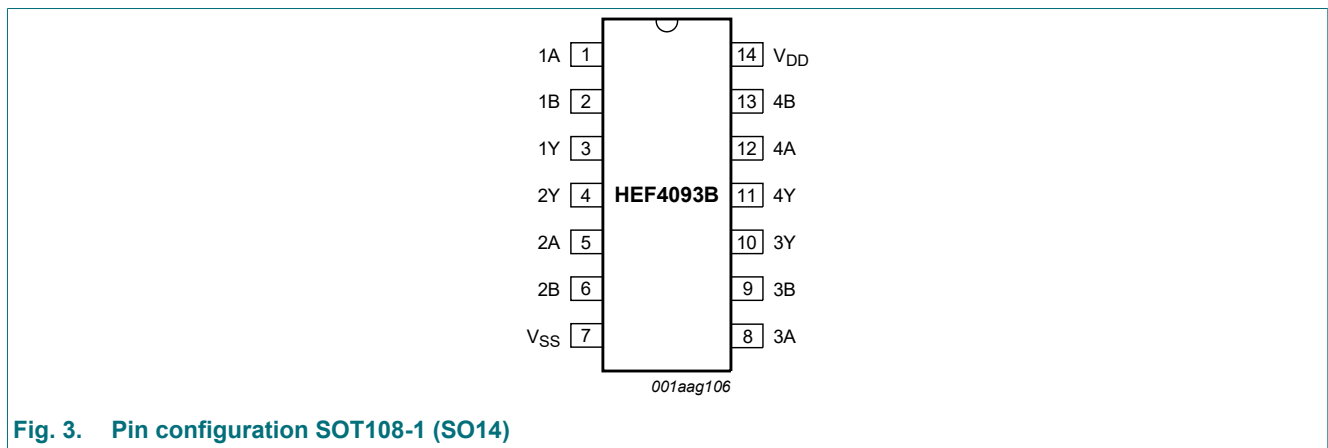 1A 1 14 VDD
1B 2 13 4B
1Y 3 12 4A
2Y 4 HEF4093B 11 4Y
2A 5 10 3Y
2B 6 9 3B
VSS 7 8 3A
001aag106
Fig. 3. Pin configuration SOT108-1 (SO14)